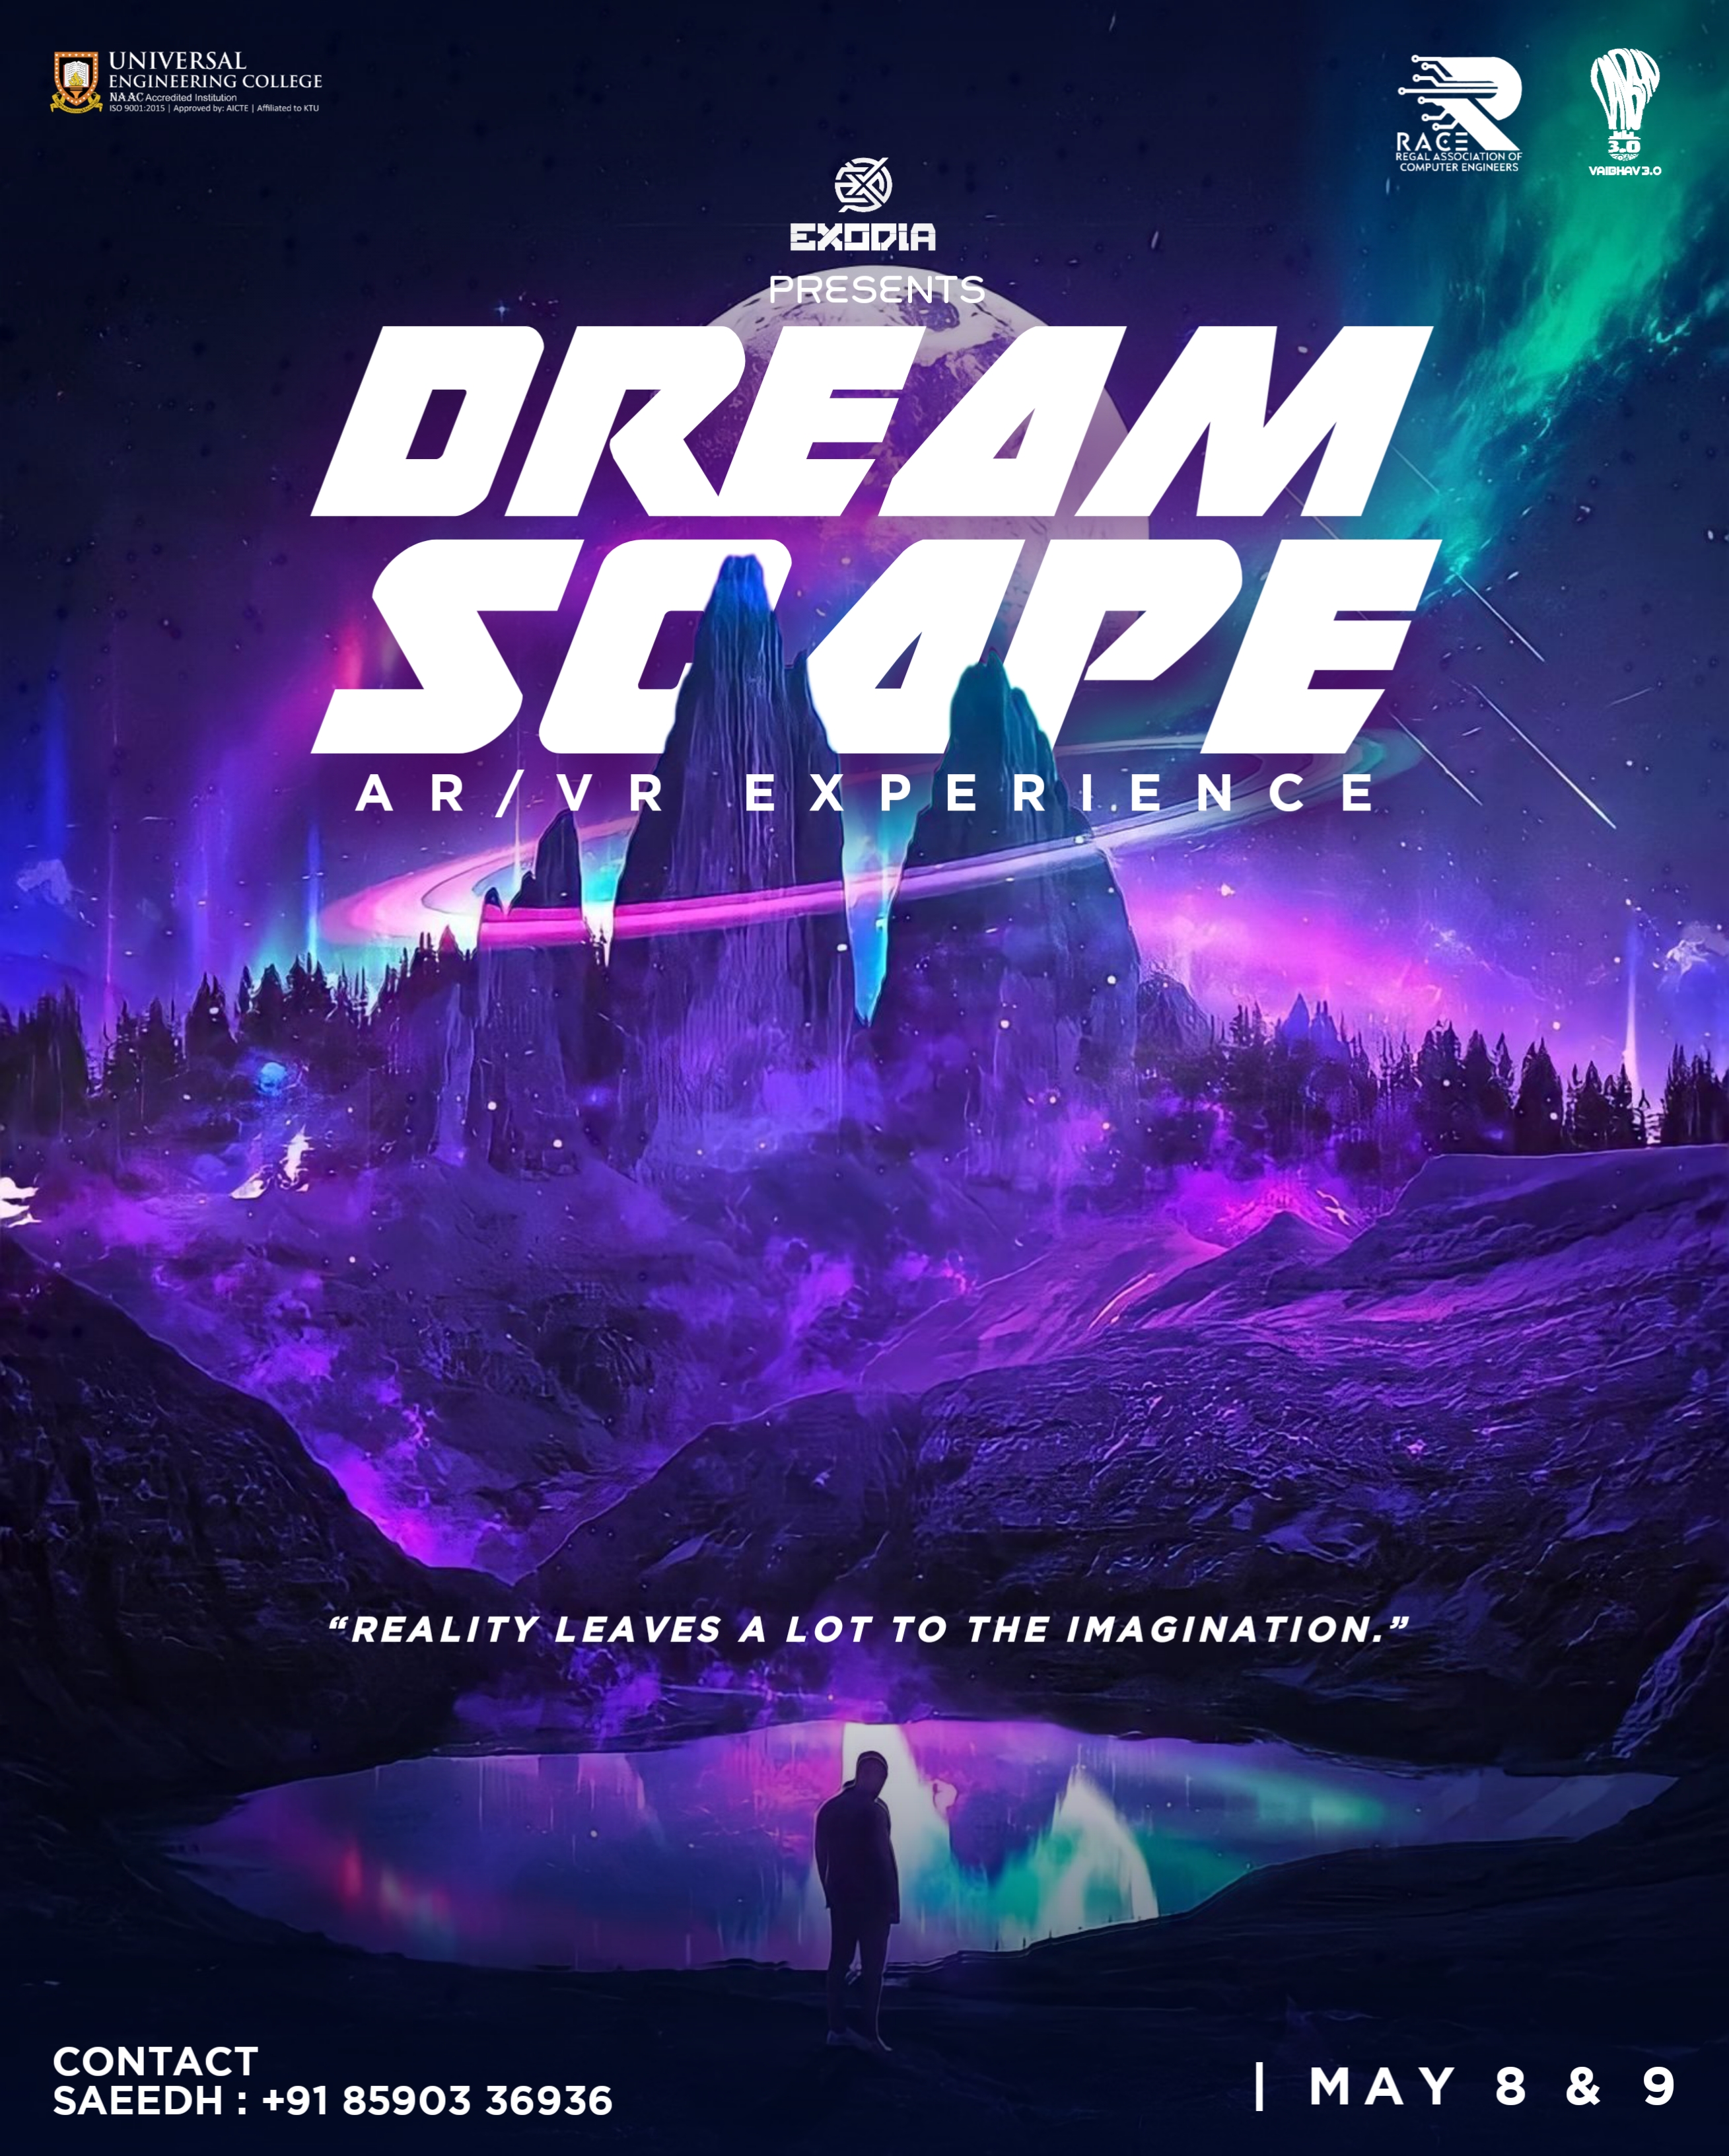 UNIVERSAL
ENGINEERING COLLEGE
NAAC Accredited Institution
ISO 9001:2015 | Approved by: AICTE | Affiliated to KTU
RACE
REGAL ASSOCIATION OF
COMPUTER ENGINEERS
3.0
VAIBHAV 3.0
EXODIA
PRESENTS
DREAM
SCAPE
AR/VR EXPERIENCE
“REALITY LEAVES A LOT TO THE IMAGINATION.”
CONTACT
SAEEDH : +91 85903 36936
| MAY 8 & 9